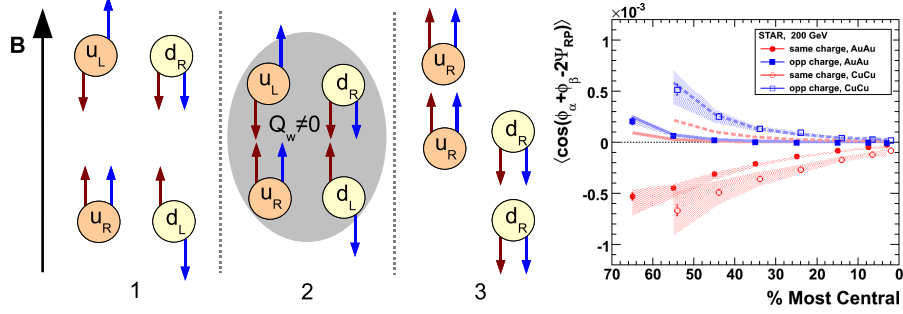 B
u_L
d_R
u_R
d_L
1
u_L
d_R
Q_w≠0
u_R
d_L
2
u_R
u_R
d_R
d_R
3
×10⁻³
STAR, 200 GeV
same charge, AuAu
opp charge, AuAu
same charge, CuCu
opp charge, CuCu
⟨cos(ϕ_α+ϕ_β-2Ψ_RP)⟩
1
0.5
0
-0.5
-1
70 60 50 40 30 20 10 0
% Most Central